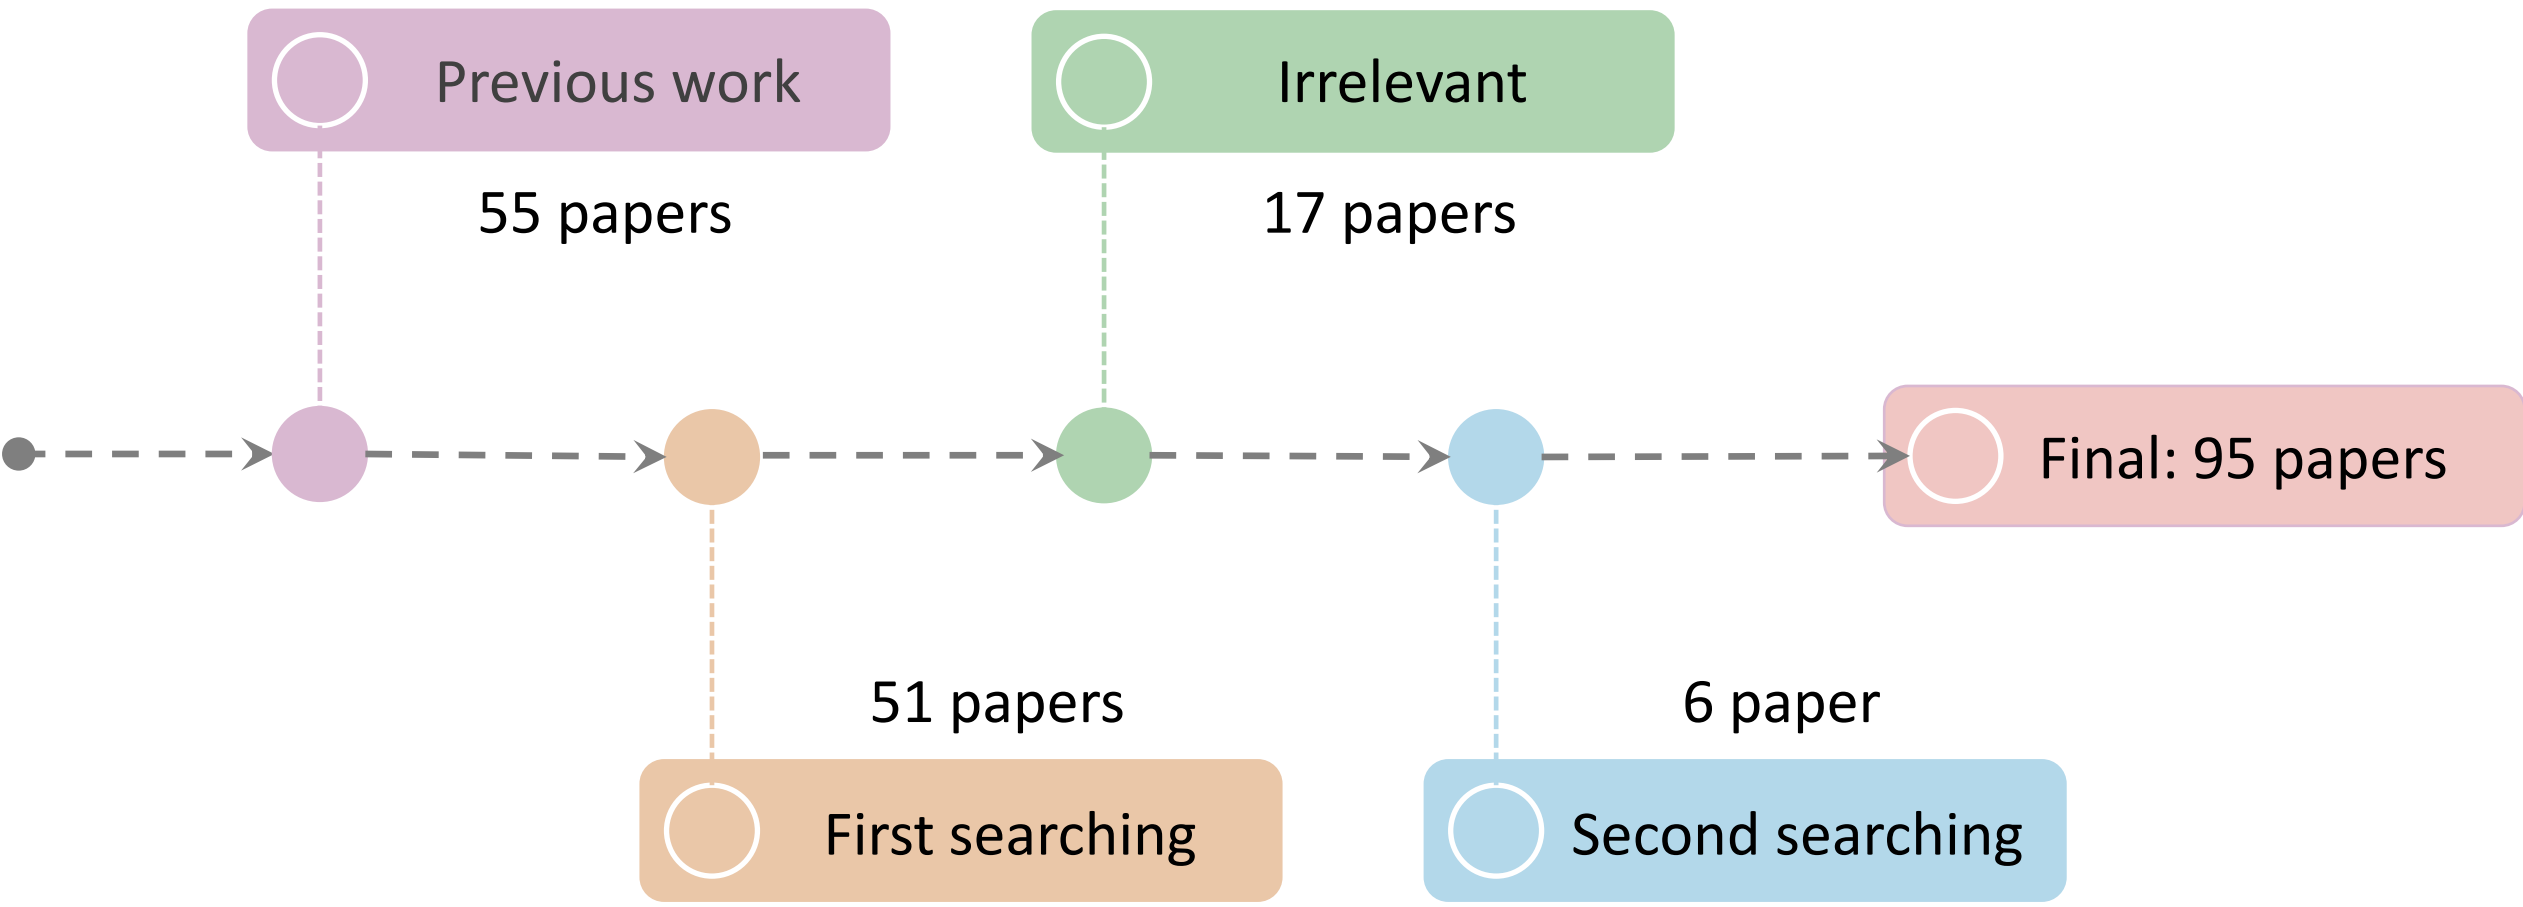 Previous work
Irrelevant
55 papers
17 papers
Final: 95 papers
51 papers
6 paper
First searching
Second searching